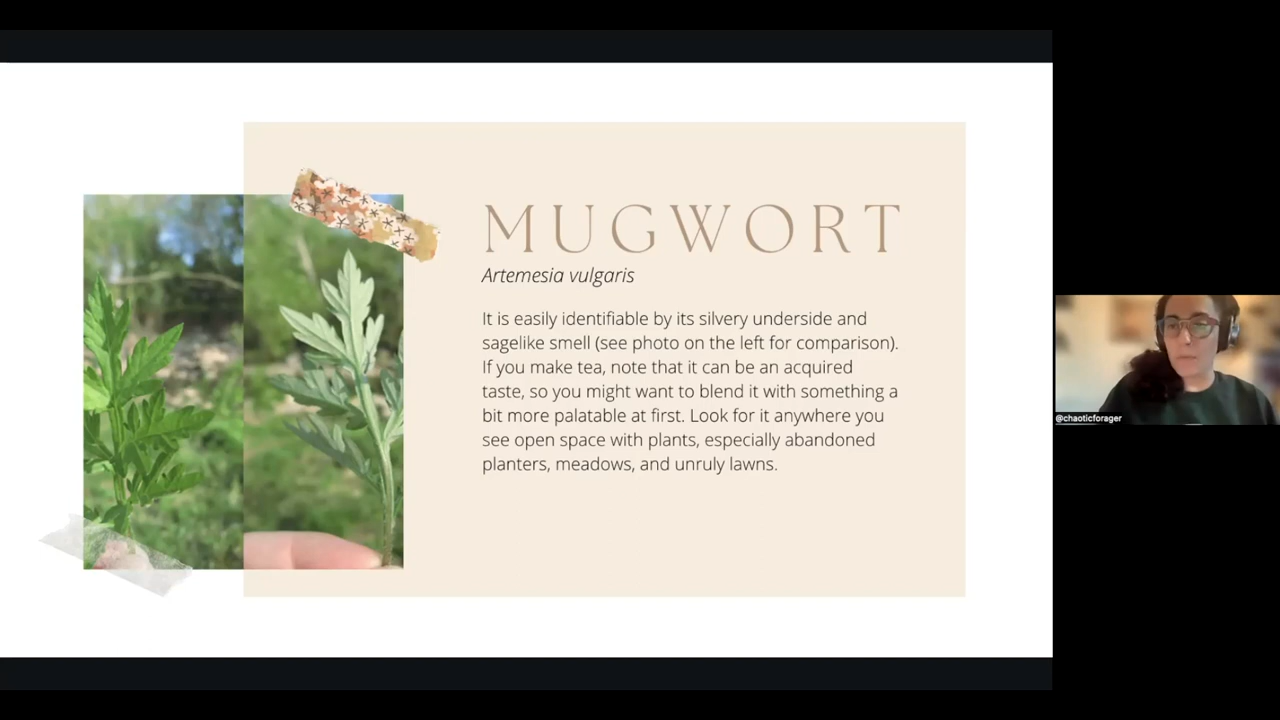 MUGWORT
Artemesia vulgaris
It is easily identifiable by its silvery underside and
sagelike smell (see photo on the left for comparison).
If you make tea, note that it can be an acquired
taste, so you might want to blend it with something a
bit more palatable at first. Look for it anywhere you
see open space with plants, especially abandoned
planters, meadows, and unruly lawns.
@chaoticforager